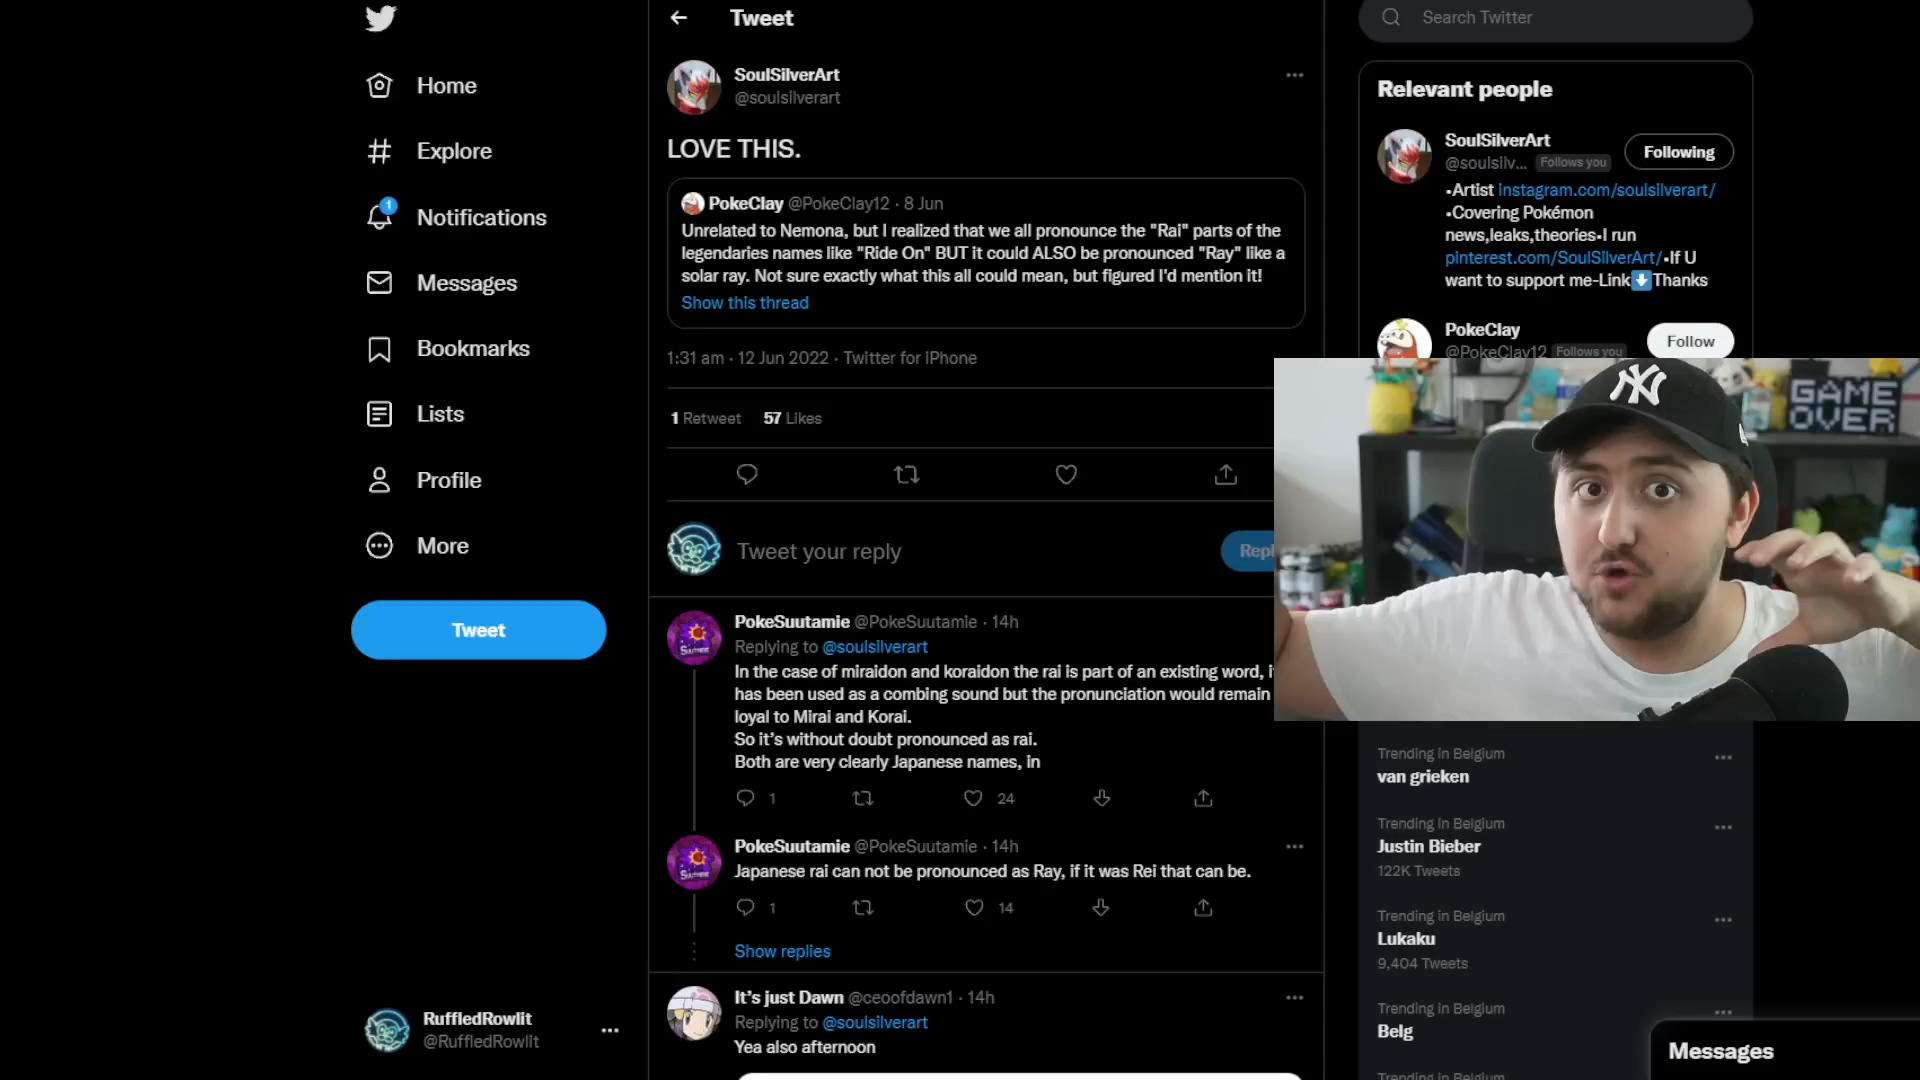 Home
Explore
1
Notifications
Messages
Bookmarks
Lists
Profile
More
Tweet
RuffledRowlit
@RuffledRowlit
Tweet
SoulSilverArt
@soulsilverart
LOVE THIS.
PokeClay @PokeClay12 · 8 Jun
Unrelated to Nemona, but I realized that we all pronounce the "Rai" parts of the
legendaries names like "Ride On" BUT it could ALSO be pronounced "Ray" like a
solar ray. Not sure exactly what this all could mean, but figured I'd mention it!
Show this thread
1:31 am · 12 Jun 2022 · Twitter for iPhone
1 Retweet 57 Likes
Tweet your reply
Repl
PokeSuutamie @PokeSuutamie · 14h
Replying to @soulsilverart
In the case of miraidon and koraidon the rai is part of an existing word, i
has been used as a combing sound but the pronunciation would remain
loyal to Mirai and Korai.
So it's without doubt pronounced as rai.
Both are very clearly Japanese names, in
1 24
PokeSuutamie @PokeSuutamie · 14h
Japanese rai can not be pronounced as Ray, if it was Rei that can be.
1 14
Show replies
It's just Dawn @ceoofdawn1 · 14h
Replying to @soulsilverart
Yea also afternoon
Search Twitter
Relevant people
SoulSilverArt
@soulsilv... Follows you
Following
•Artist instagram.com/soulsilverart/
•Covering Pokémon
news,leaks,theories•I run
pinterest.com/SoulSilverArt/•If U
want to support me-Link⬇Thanks
PokeClay
@PokeClay12 Follows you
Follow
NY
GAME
OVER
Trending in Belgium
van grieken
Trending in Belgium
Justin Bieber
122K Tweets
Trending in Belgium
Lukaku
9,404 Tweets
Trending in Belgium
Belg
Trending in Belgium
Messages